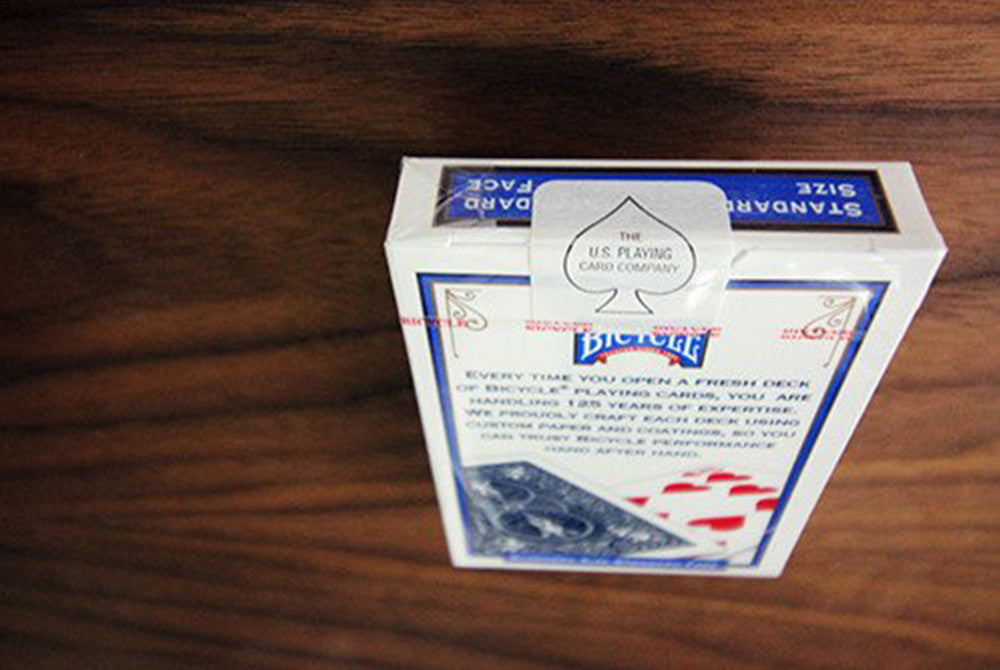 STANDARD
SIZE
FACE
THE
U.S. PLAYING
CARD COMPANY
BICYCLE
BICYCLE
EVERY TIME YOU OPEN A FRESH DECK
OF BICYCLE® PLAYING CARDS, YOU ARE
HANDLING 125 YEARS OF EXPERTISE.
WE PROUDLY CRAFT EACH DECK USING
CUSTOM PAPER AND COATINGS, SO YOU
CAN TRUST BICYCLE PERFORMANCE
HAND AFTER HAND.